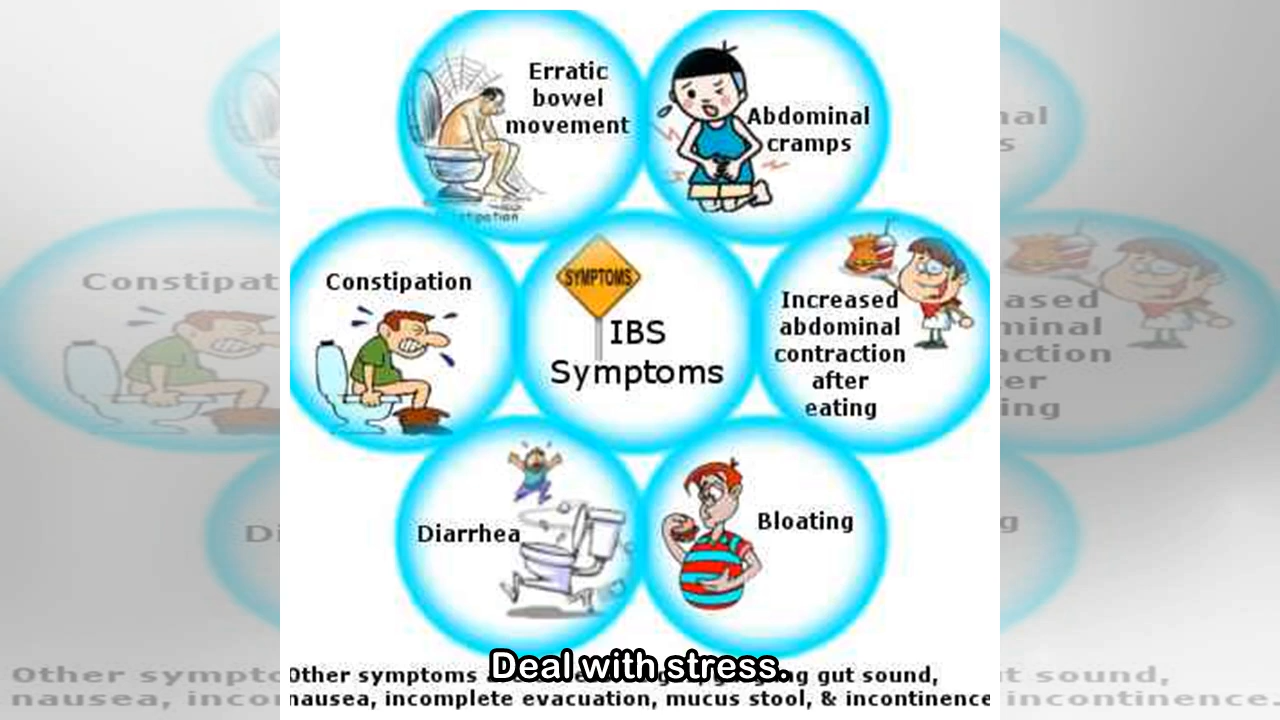 Erratic
bowel
movement
Abdominal
cramps
Constipation
SYMPTOMS
IBS
Symptoms
Increased
abdominal
contraction
after
eating
Diarrhea
Bloating
Deal with stress.
Other symptoms gut sound,
nausea, incomplete evacuation, mucus stool, & incontinence